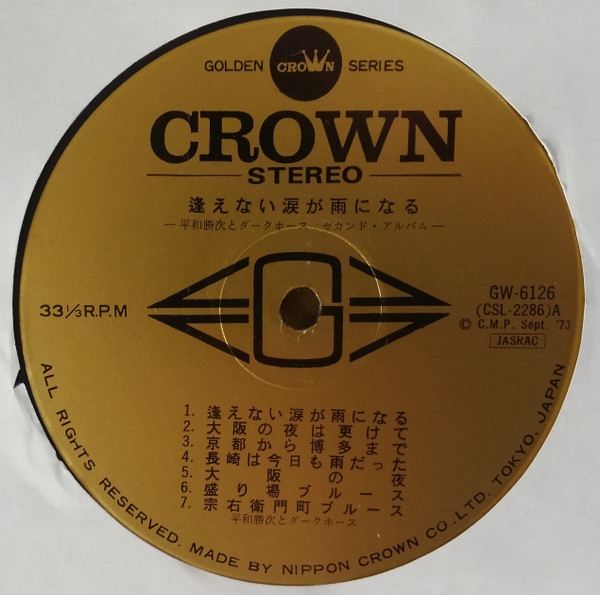 GOLDEN CROWN SERIES
CROWN
STEREO
逢えない涙が雨になる
—平和勝次とダークホース セカンド・アルバム—
33⅓R.P.M
G
GW-6126
(CSL-2286)A
Ⓒ C.M.P. Sept. '73
JASRAC
1. 逢えない涙が雨になる
2. 大阪の夜は更けて
3. 京都から博多まで
4. 長崎は今日も雨だった
5. 大阪の夜
6. 盛り場ブルース
7. 宗右衛門町ブルース
平和勝次とダークホース
ALL RIGHTS RESERVED. MADE BY NIPPON CROWN CO.,LTD. TOKYO, JAPAN